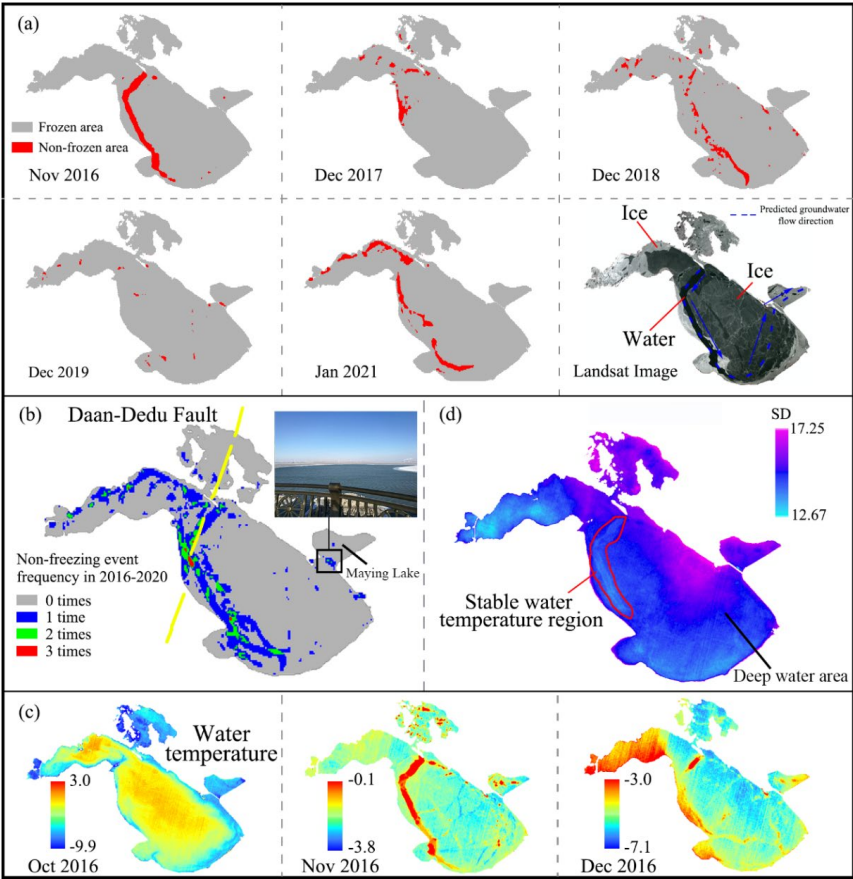 (a)
Frozen area
Non-frozen area
Nov 2016
Dec 2017
Dec 2018
Dec 2019
Jan 2021
Ice
Predicted groundwater
flow direction
Ice
Water
Landsat Image
(b)
Daan-Dedu Fault
Non-freezing event
frequency in 2016-2020
0 times
1 time
2 times
3 times
Maying Lake
(d)
SD
17.25
12.67
Stable water
temperature region
Deep water area
(c)
Water
temperature
3.0
-9.9
Oct 2016
-0.1
-3.8
Nov 2016
-3.0
-7.1
Dec 2016